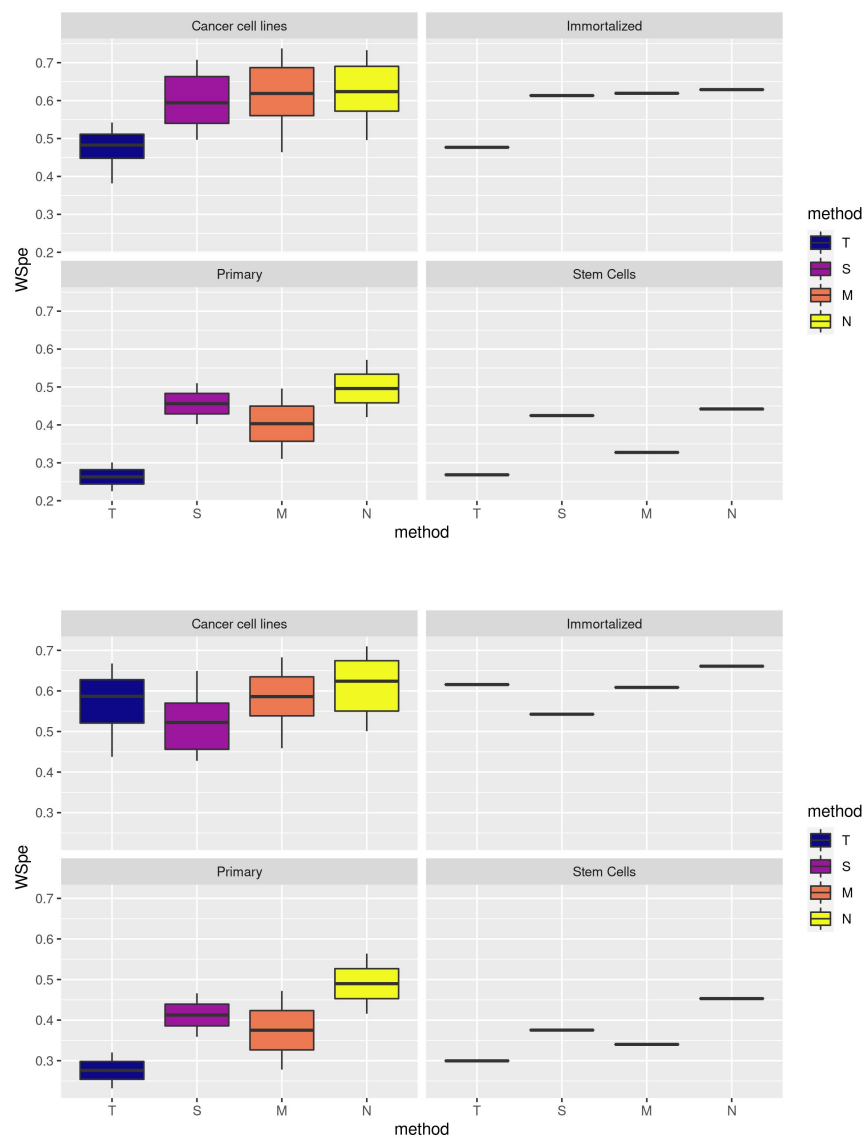 Cancer cell lines
Immortalized
0.7
0.6
0.5
0.4
0.3
0.2
Primary
Stem Cells
0.7
0.6
0.5
0.4
0.3
0.2
WSpe
T S M N
T S M N
method
method
T
S
M
N
Cancer cell lines
Immortalized
0.7
0.6
0.5
0.4
0.3
Primary
Stem Cells
0.7
0.6
0.5
0.4
0.3
WSpe
T S M N
T S M N
method
method
T
S
M
N